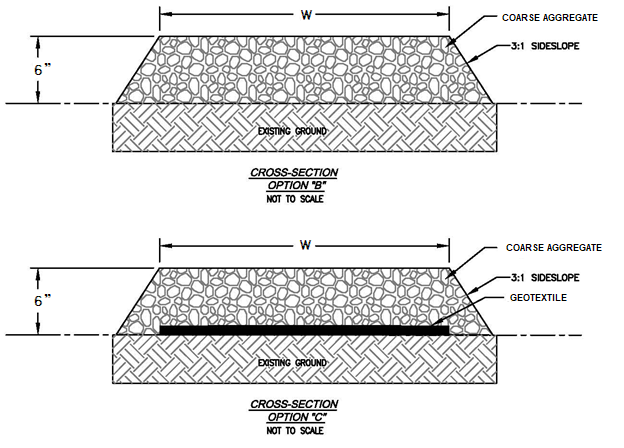 W
COARSE AGGREGATE
3:1 SIDESLOPE
6"
EXISTING GROUND
CROSS-SECTION
OPTION "B"
NOT TO SCALE
W
COARSE AGGREGATE
3:1 SIDESLOPE
GEOTEXTILE
6"
EXISTING GROUND
CROSS-SECTION
OPTION "C"
NOT TO SCALE